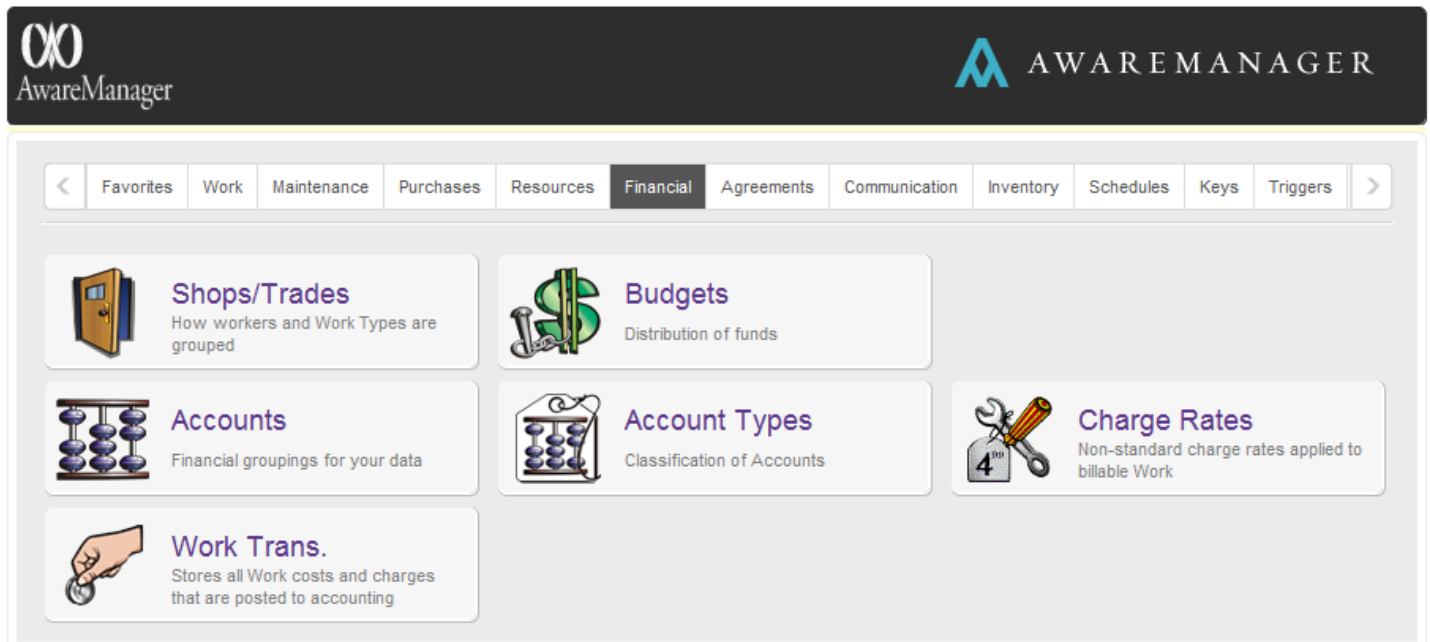 AwareManager
AWAREMANAGER
Favorites Work Maintenance Purchases Resources Financial Agreements Communication Inventory Schedules Keys Triggers
Shops/Trades
How workers and Work Types are
grouped
Budgets
Distribution of funds
Accounts
Financial groupings for your data
Account Types
Classification of Accounts
4⁹⁹
Charge Rates
Non-standard charge rates applied to
billable Work
Work Trans.
Stores all Work costs and charges
that are posted to accounting